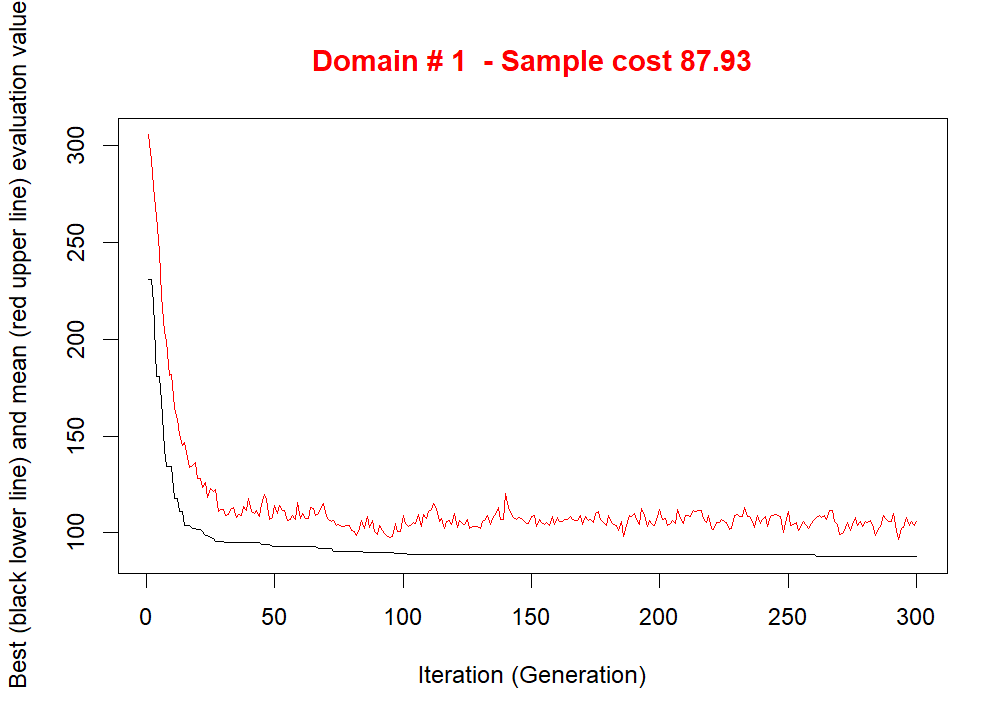 Domain # 1  - Sample cost 87.93
Best (black lower line) and mean (red upper line) evaluation value
300
250
200
150
100
0 50 100 150 200 250 300
Iteration (Generation)